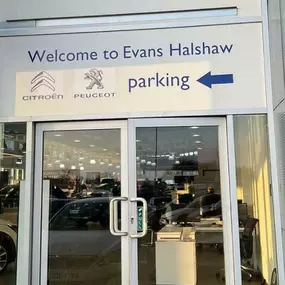 Welcome to Evans Halshaw
CITROËN PEUGEOT parking